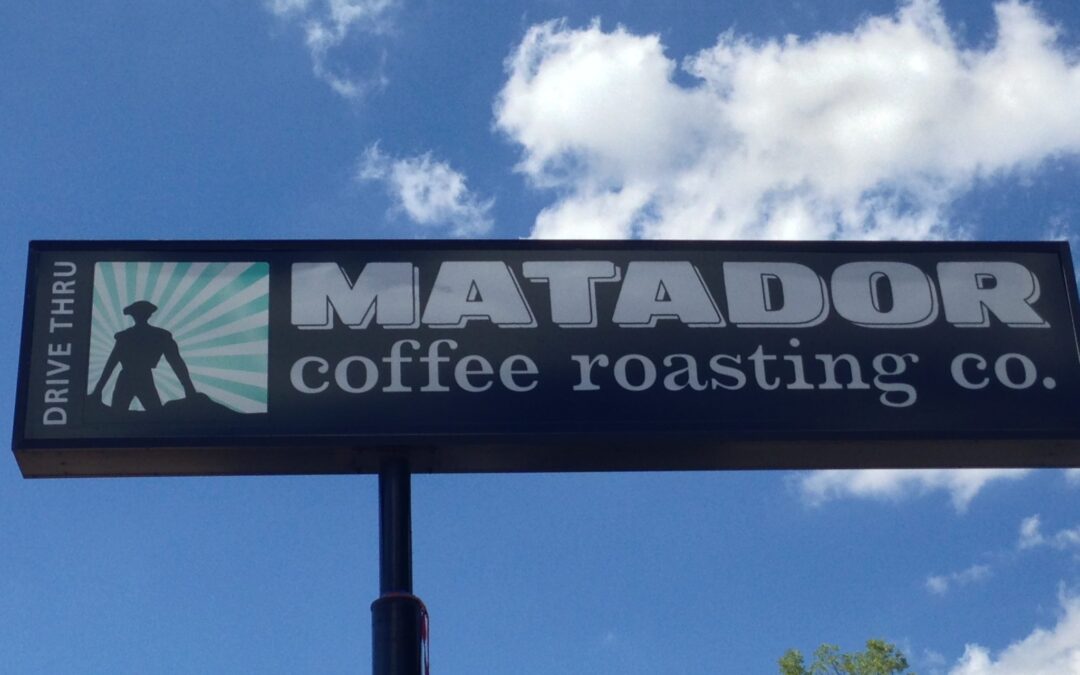 DRIVE THRU
MATADOR
coffee roasting co.